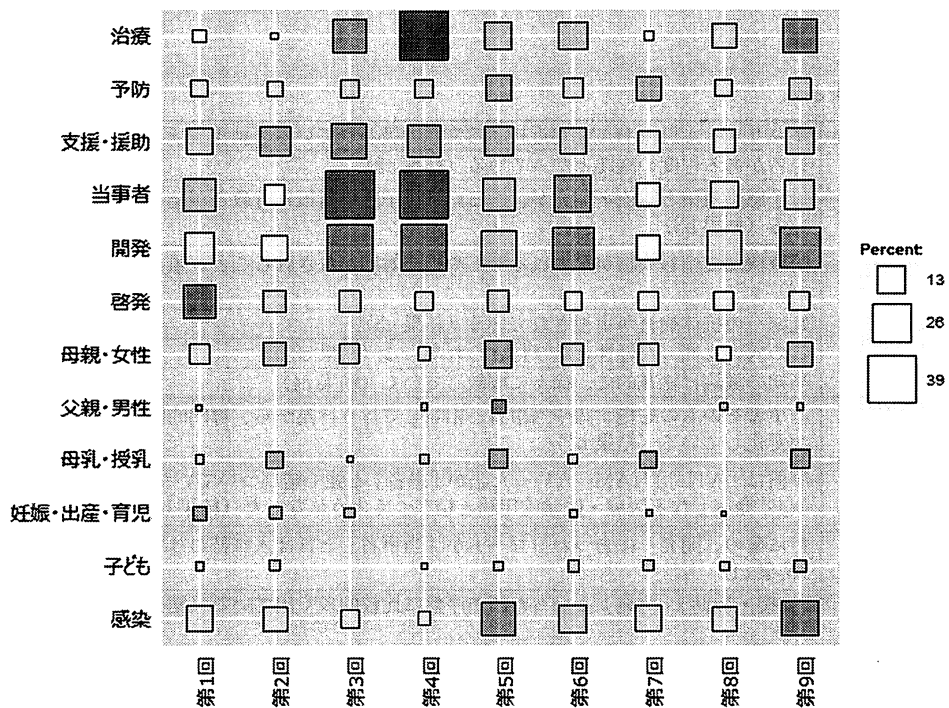 治療
予防
支援・援助
当事者
開発
啓発
母親・女性
父親・男性
母乳・授乳
妊娠・出産・育児
子ども
感染
第1回
第2回
第3回
第4回
第5回
第6回
第7回
第8回
第9回
Percent:
13
26
39